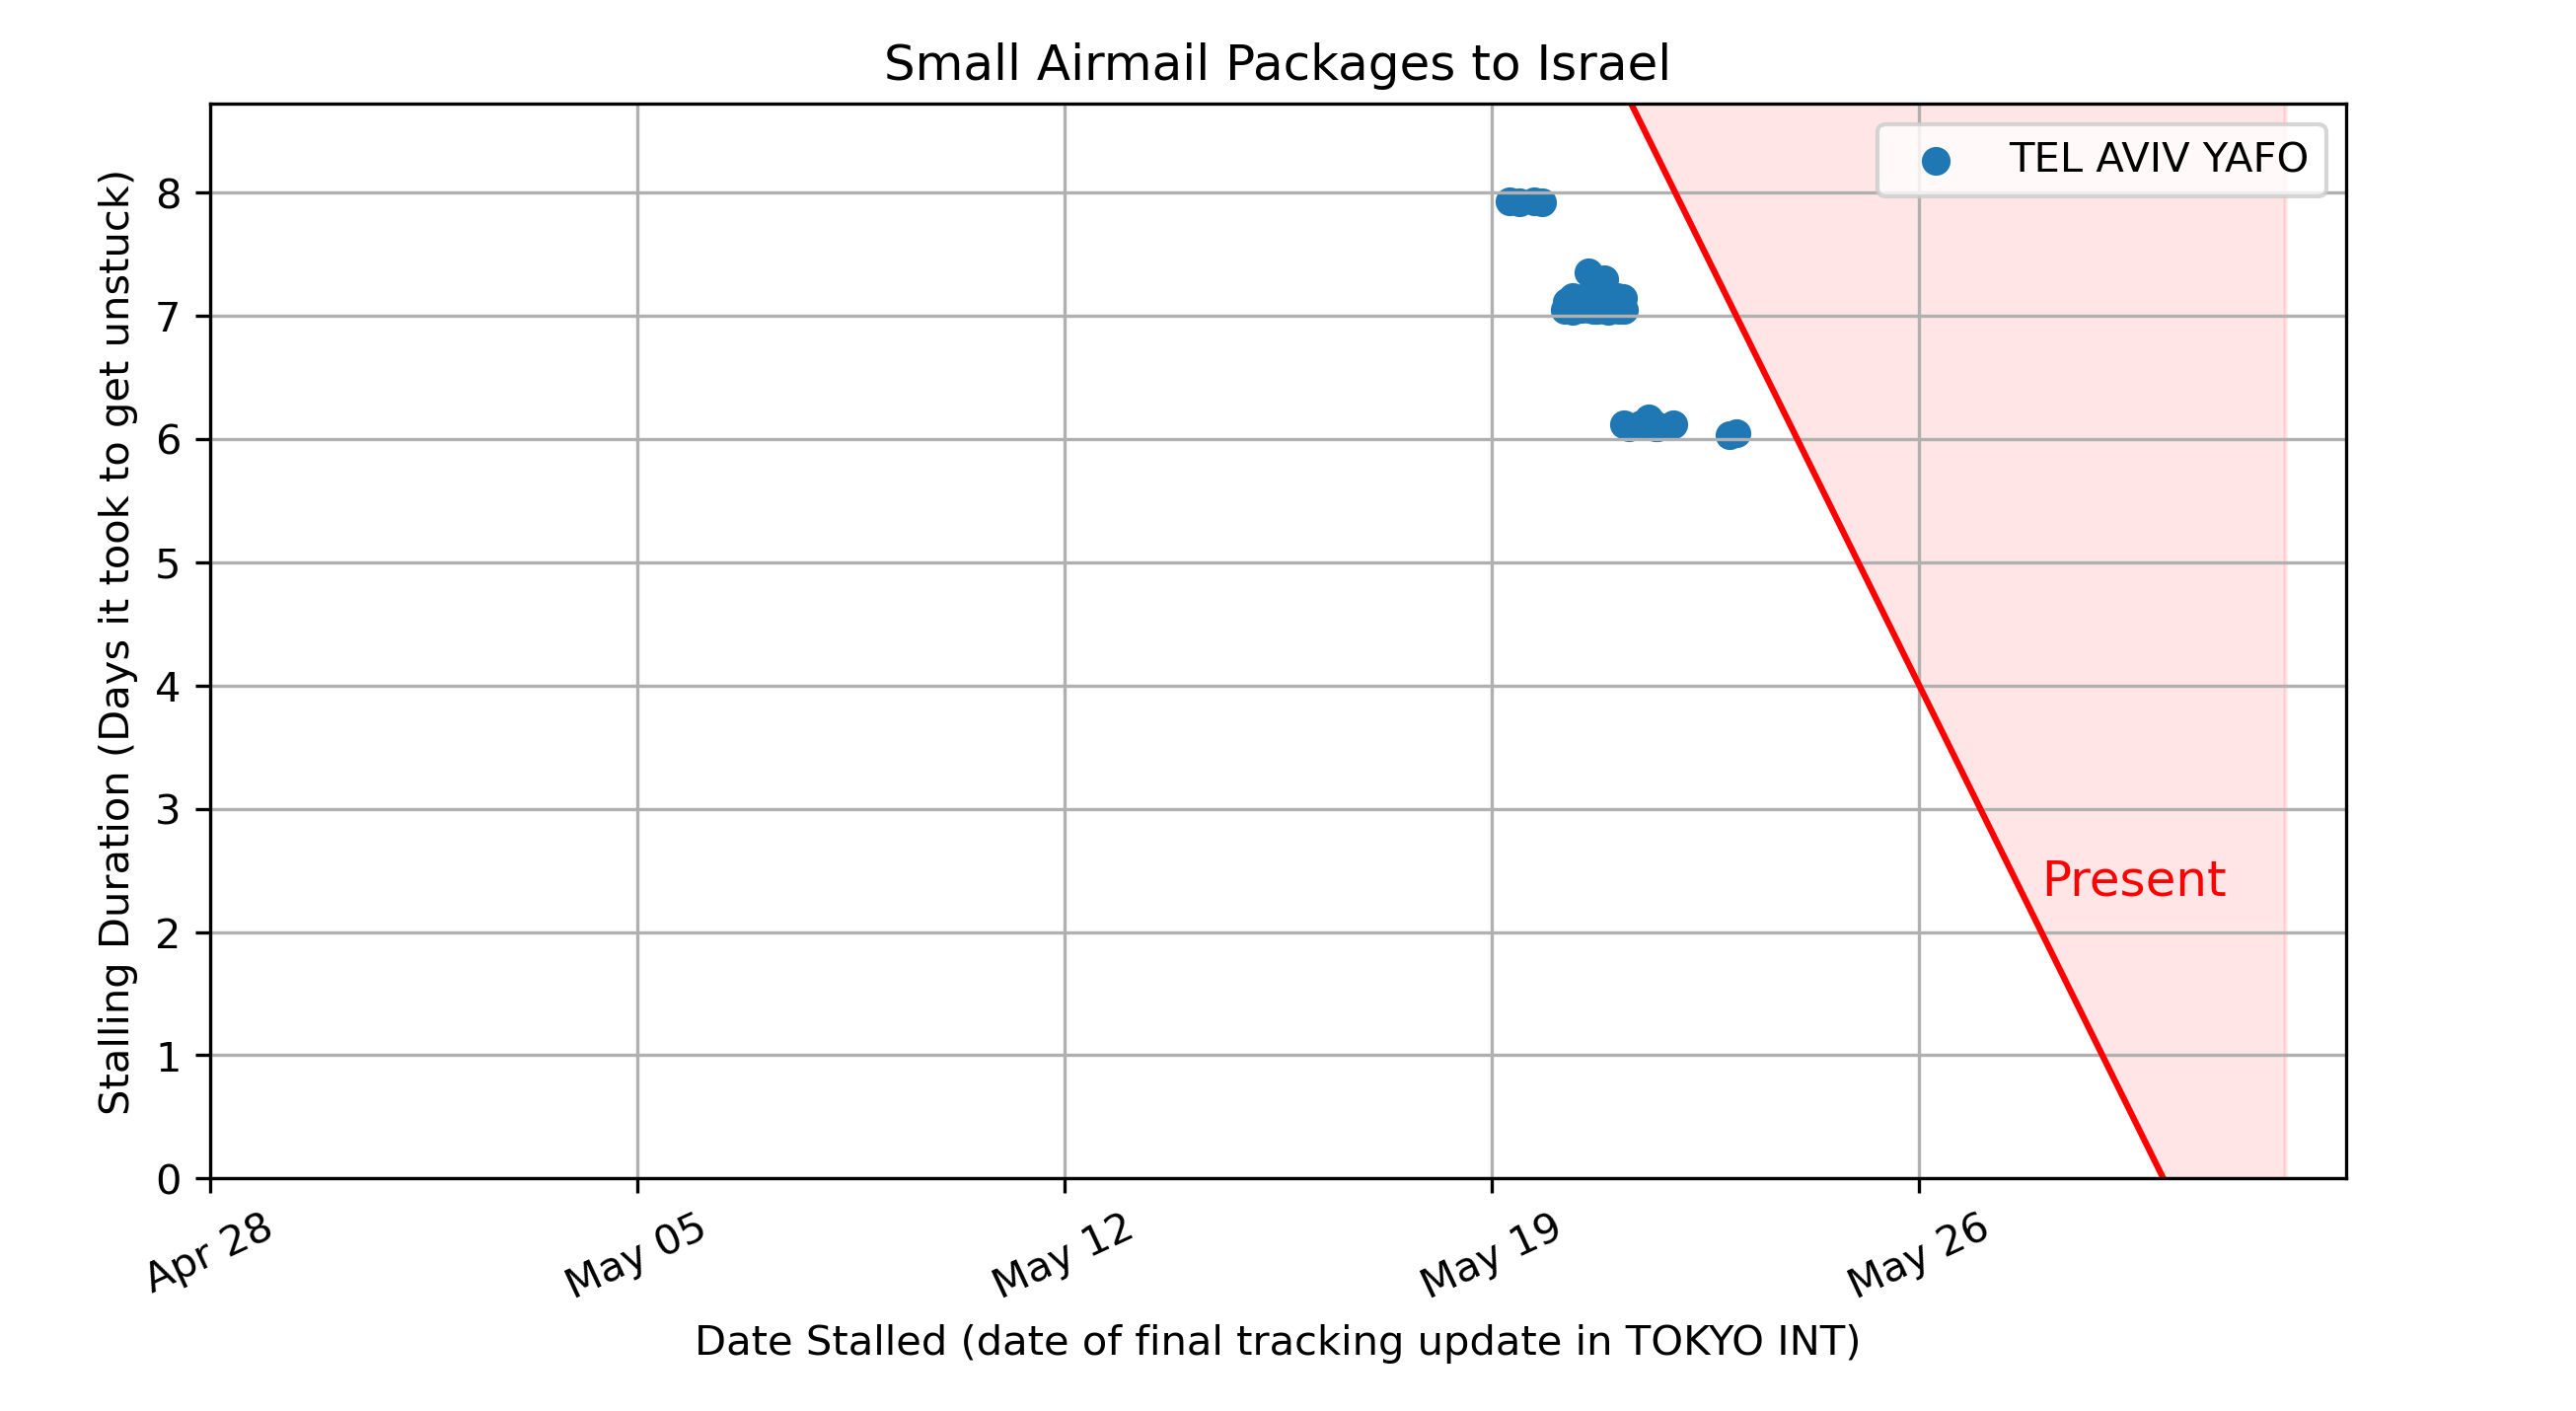 Small Airmail Packages to Israel
TEL AVIV YAFO
Stalling Duration (Days it took to get unstuck)
8
7
6
5
4
3
2
1
0
Present
Apr 28
May 05
May 12
May 19
May 26
Date Stalled (date of final tracking update in TOKYO INT)